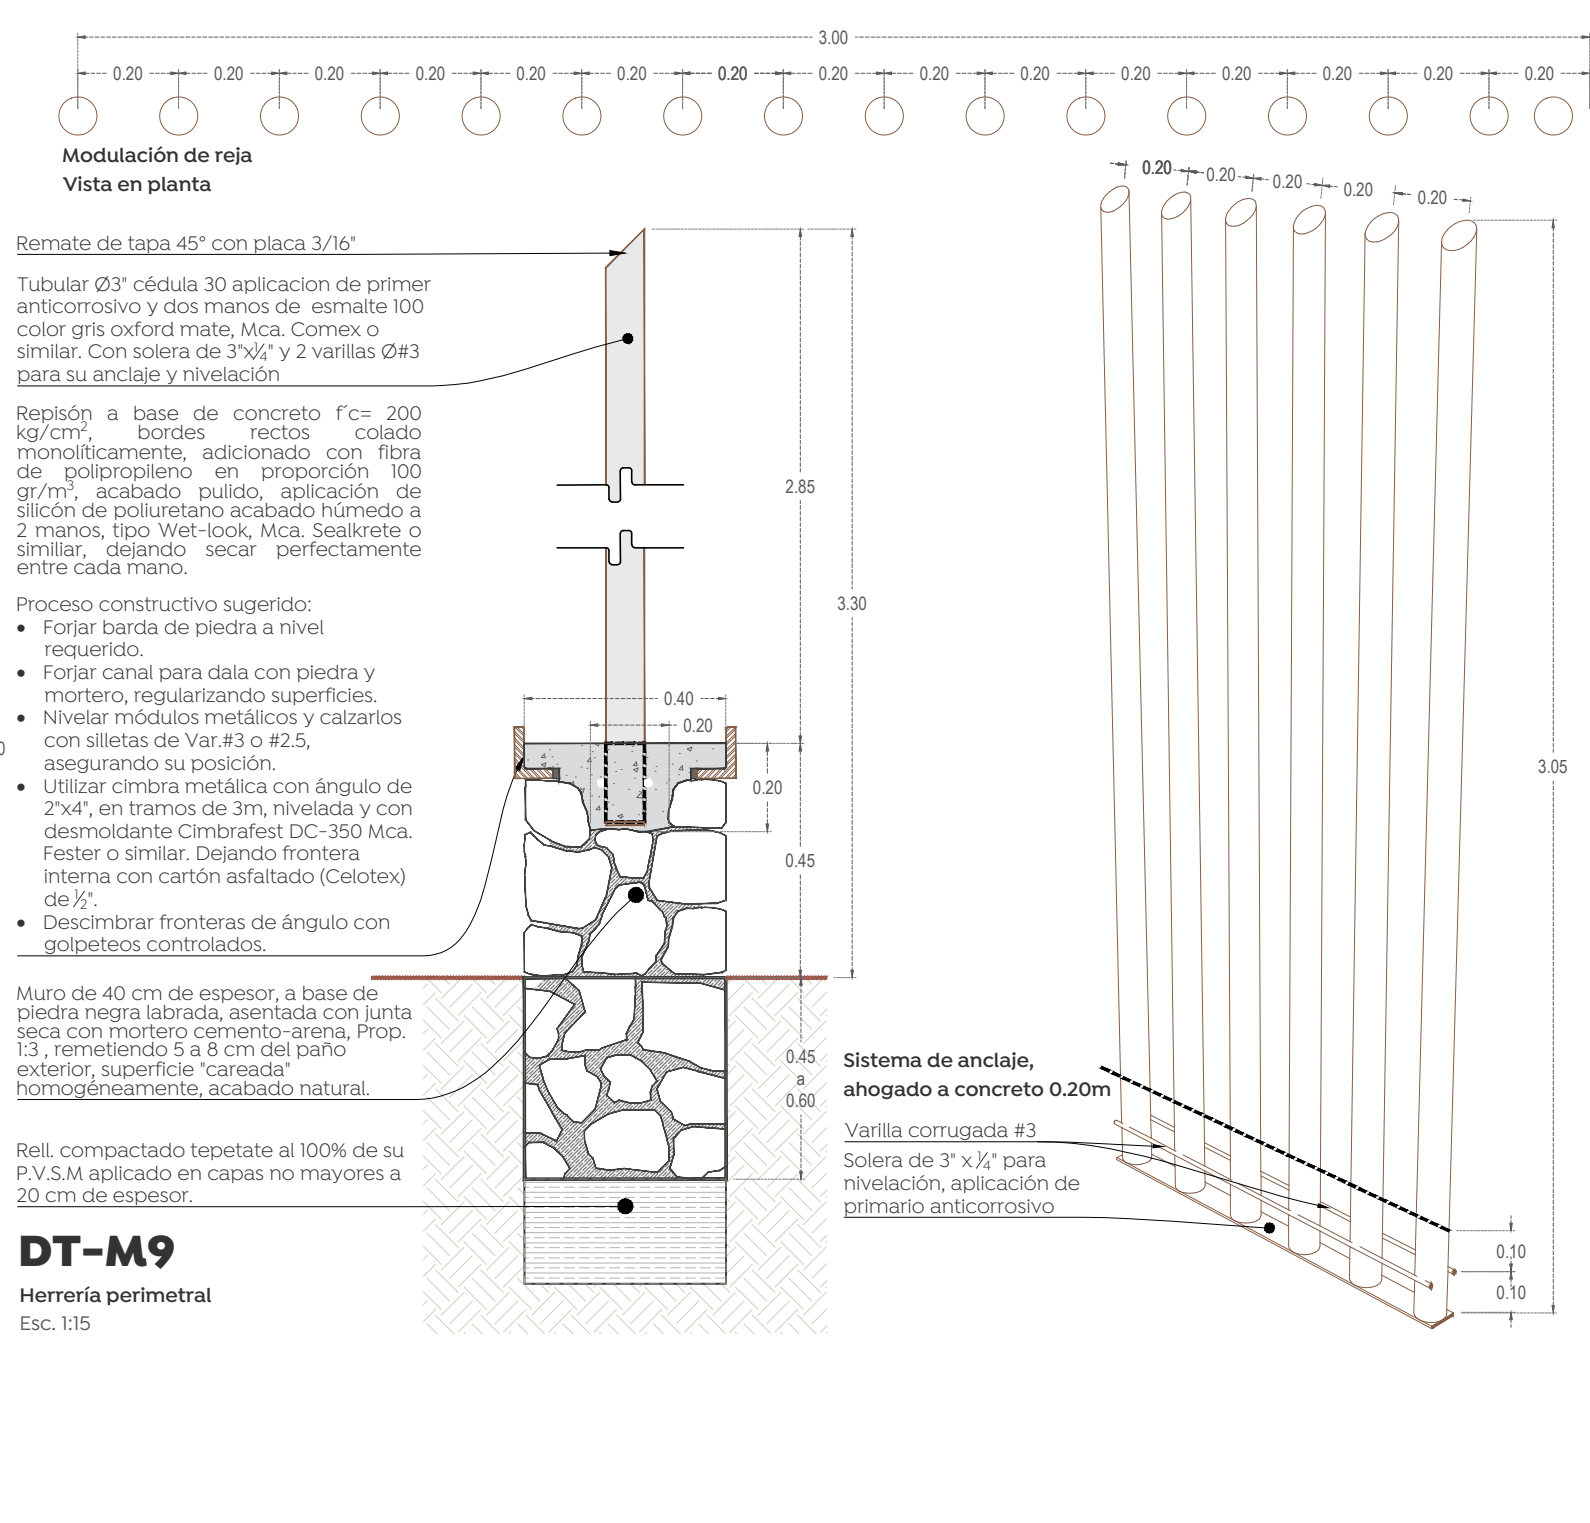 3.00
0.20 0.20 0.20 0.20 0.20 0.20 0.20 0.20 0.20 0.20 0.20 0.20 0.20 0.20 0.20
Modulación de reja
Vista en planta
Remate de tapa 45° con placa 3/16"
Tubular Ø3" cédula 30 aplicacion de primer
anticorrosivo y dos manos de esmalte 100
color gris oxford mate, Mca. Comex o
similar. Con solera de 3"x¼" y 2 varillas Ø#3
para su anclaje y nivelación
Repisón a base de concreto f´c= 200
kg/cm², bordes rectos colado
monolíticamente, adicionado con fibra
de polipropileno en proporción 100
gr/m³, acabado pulido, aplicación de
silicón de poliuretano acabado húmedo a
2 manos, tipo Wet-look, Mca. Sealkrete o
similiar, dejando secar perfectamente
entre cada mano.
Proceso constructivo sugerido:
• Forjar barda de piedra a nivel
requerido.
• Forjar canal para dala con piedra y
mortero, regularizando superficies.
• Nivelar módulos metálicos y calzarlos
con silletas de Var.#3 o #2.5,
asegurando su posición.
• Utilizar cimbra metálica con ángulo de
2"x4", en tramos de 3m, nivelada y con
desmoldante Cimbrafest DC-350 Mca.
Fester o similar. Dejando frontera
interna con cartón asfaltado (Celotex)
de ½".
• Descimbrar fronteras de ángulo con
golpeteos controlados.
Muro de 40 cm de espesor, a base de
piedra negra labrada, asentada con junta
seca con mortero cemento-arena, Prop.
1:3 , remetiendo 5 a 8 cm del paño
exterior, superficie "careada"
homogéneamente, acabado natural.
Rell. compactado tepetate al 100% de su
P.V.S.M aplicado en capas no mayores a
20 cm de espesor.
DT-M9
Herrería perimetral
Esc. 1:15
0
2.85
3.30
0.40
0.20
0.20
0.45
0.45
a
0.60
0.20 0.20 0.20 0.20 0.20
3.05
Sistema de anclaje,
ahogado a concreto 0.20m
Varilla corrugada #3
Solera de 3" x ¼" para
nivelación, aplicación de
primario anticorrosivo
0.10
0.10